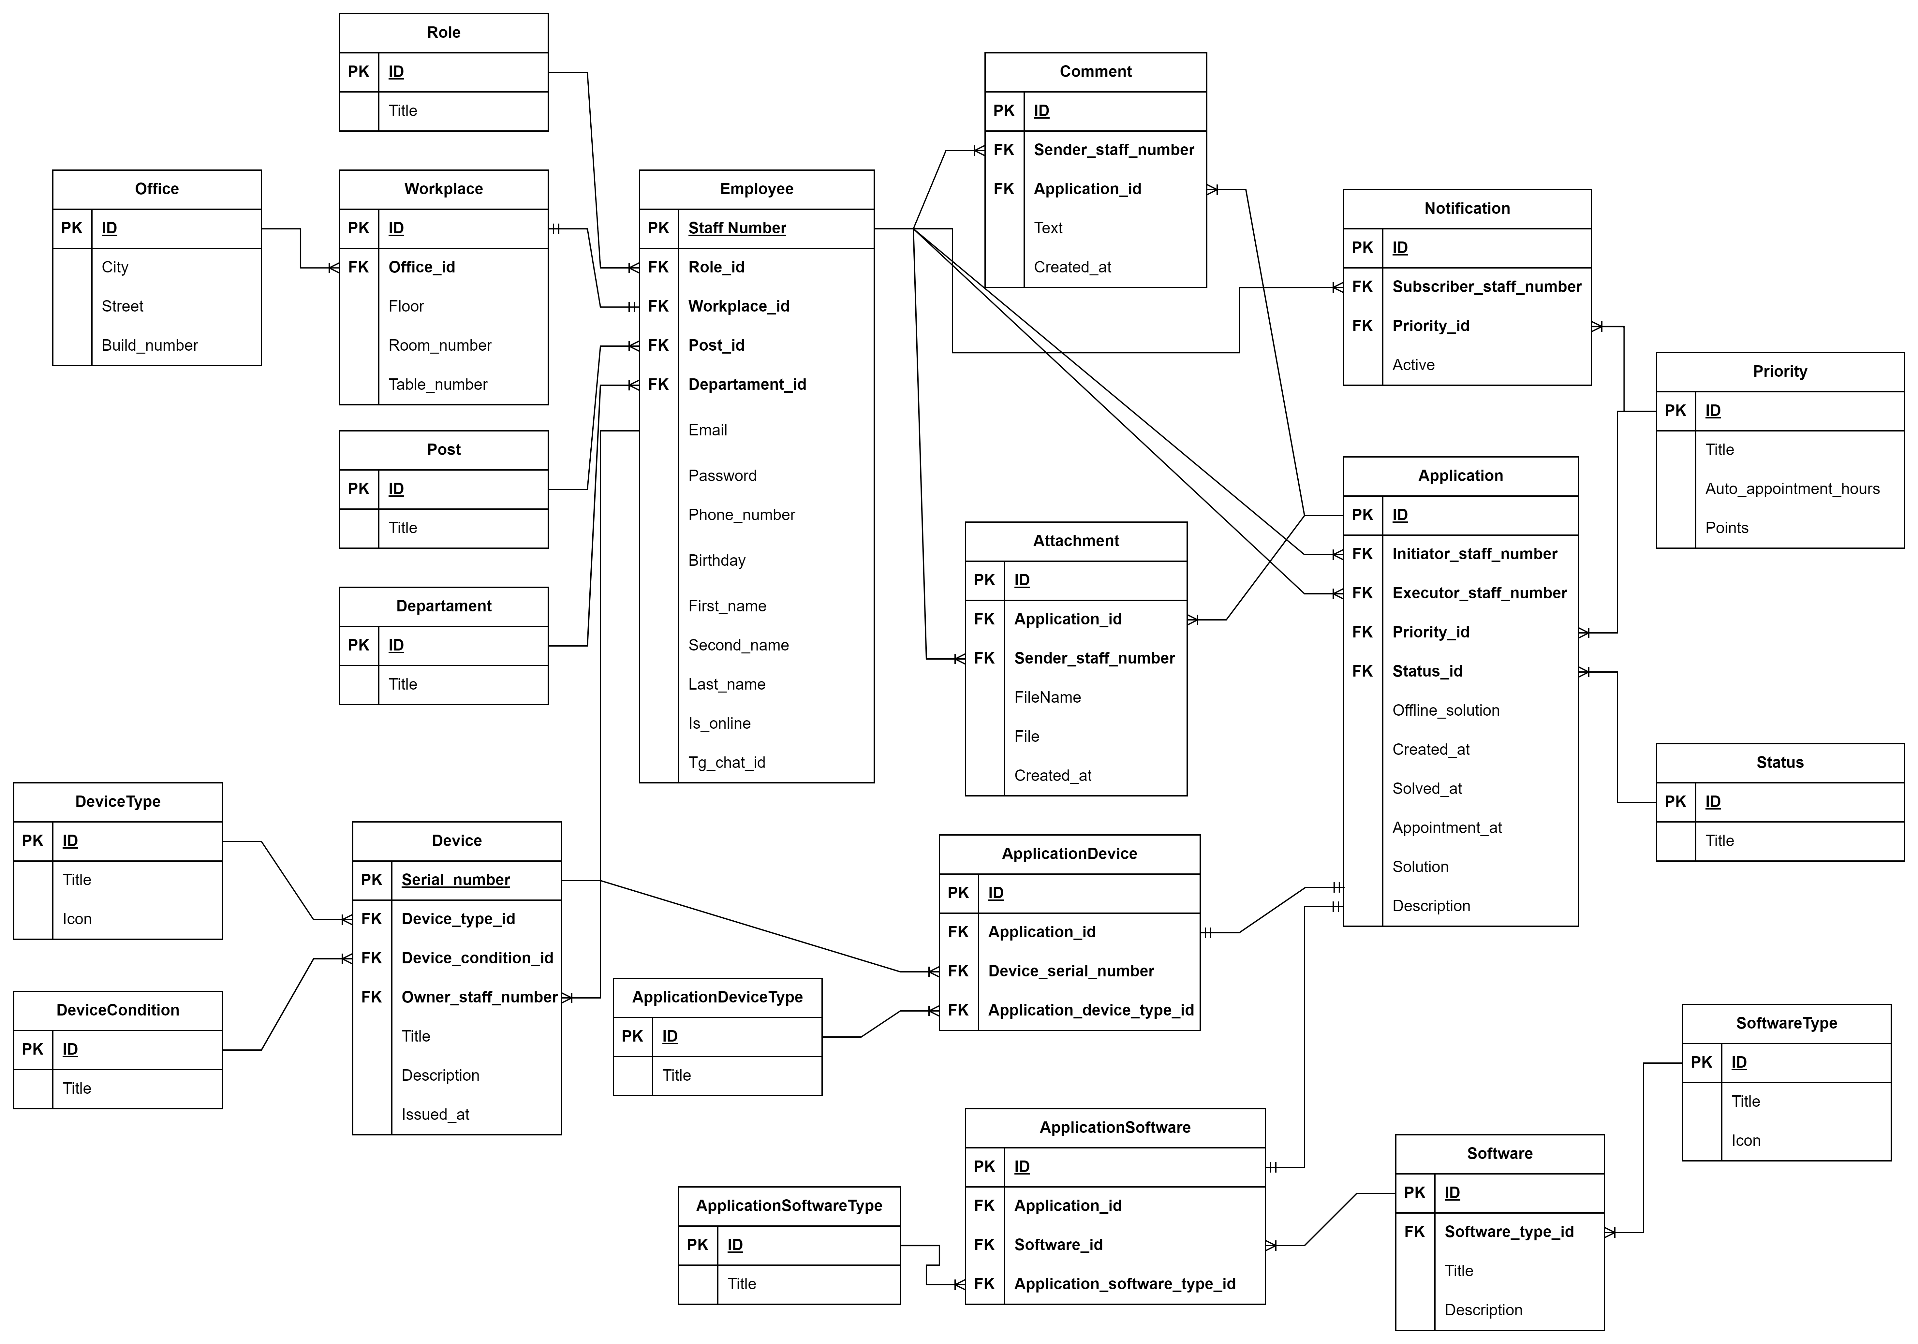 Role
PK ID
Title
Office
PK ID
City
Street
Build_number
Workplace
PK ID
FK Office_id
Floor
Room_number
Table_number
Post
PK ID
Title
Departament
PK ID
Title
Employee
PK Staff Number
FK Role_id
FK Workplace_id
FK Post_id
FK Departament_id
Email
Password
Phone_number
Birthday
First_name
Second_name
Last_name
Is_online
Tg_chat_id
Comment
PK ID
FK Sender_staff_number
FK Application_id
Text
Created_at
Notification
PK ID
FK Subscriber_staff_number
FK Priority_id
Active
Priority
PK ID
Title
Auto_appointment_hours
Points
Application
PK ID
FK Initiator_staff_number
FK Executor_staff_number
FK Priority_id
FK Status_id
Offline_solution
Created_at
Solved_at
Appointment_at
Solution
Description
Attachment
PK ID
FK Application_id
FK Sender_staff_number
FileName
File
Created_at
Status
PK ID
Title
DeviceType
PK ID
Title
Icon
DeviceCondition
PK ID
Title
Device
PK Serial_number
FK Device_type_id
FK Device_condition_id
FK Owner_staff_number
Title
Description
Issued_at
ApplicationDeviceType
PK ID
Title
ApplicationDevice
PK ID
FK Application_id
FK Device_serial_number
FK Application_device_type_id
ApplicationSoftwareType
PK ID
Title
ApplicationSoftware
PK ID
FK Application_id
FK Software_id
FK Application_software_type_id
Software
PK ID
FK Software_type_id
Title
Description
SoftwareType
PK ID
Title
Icon